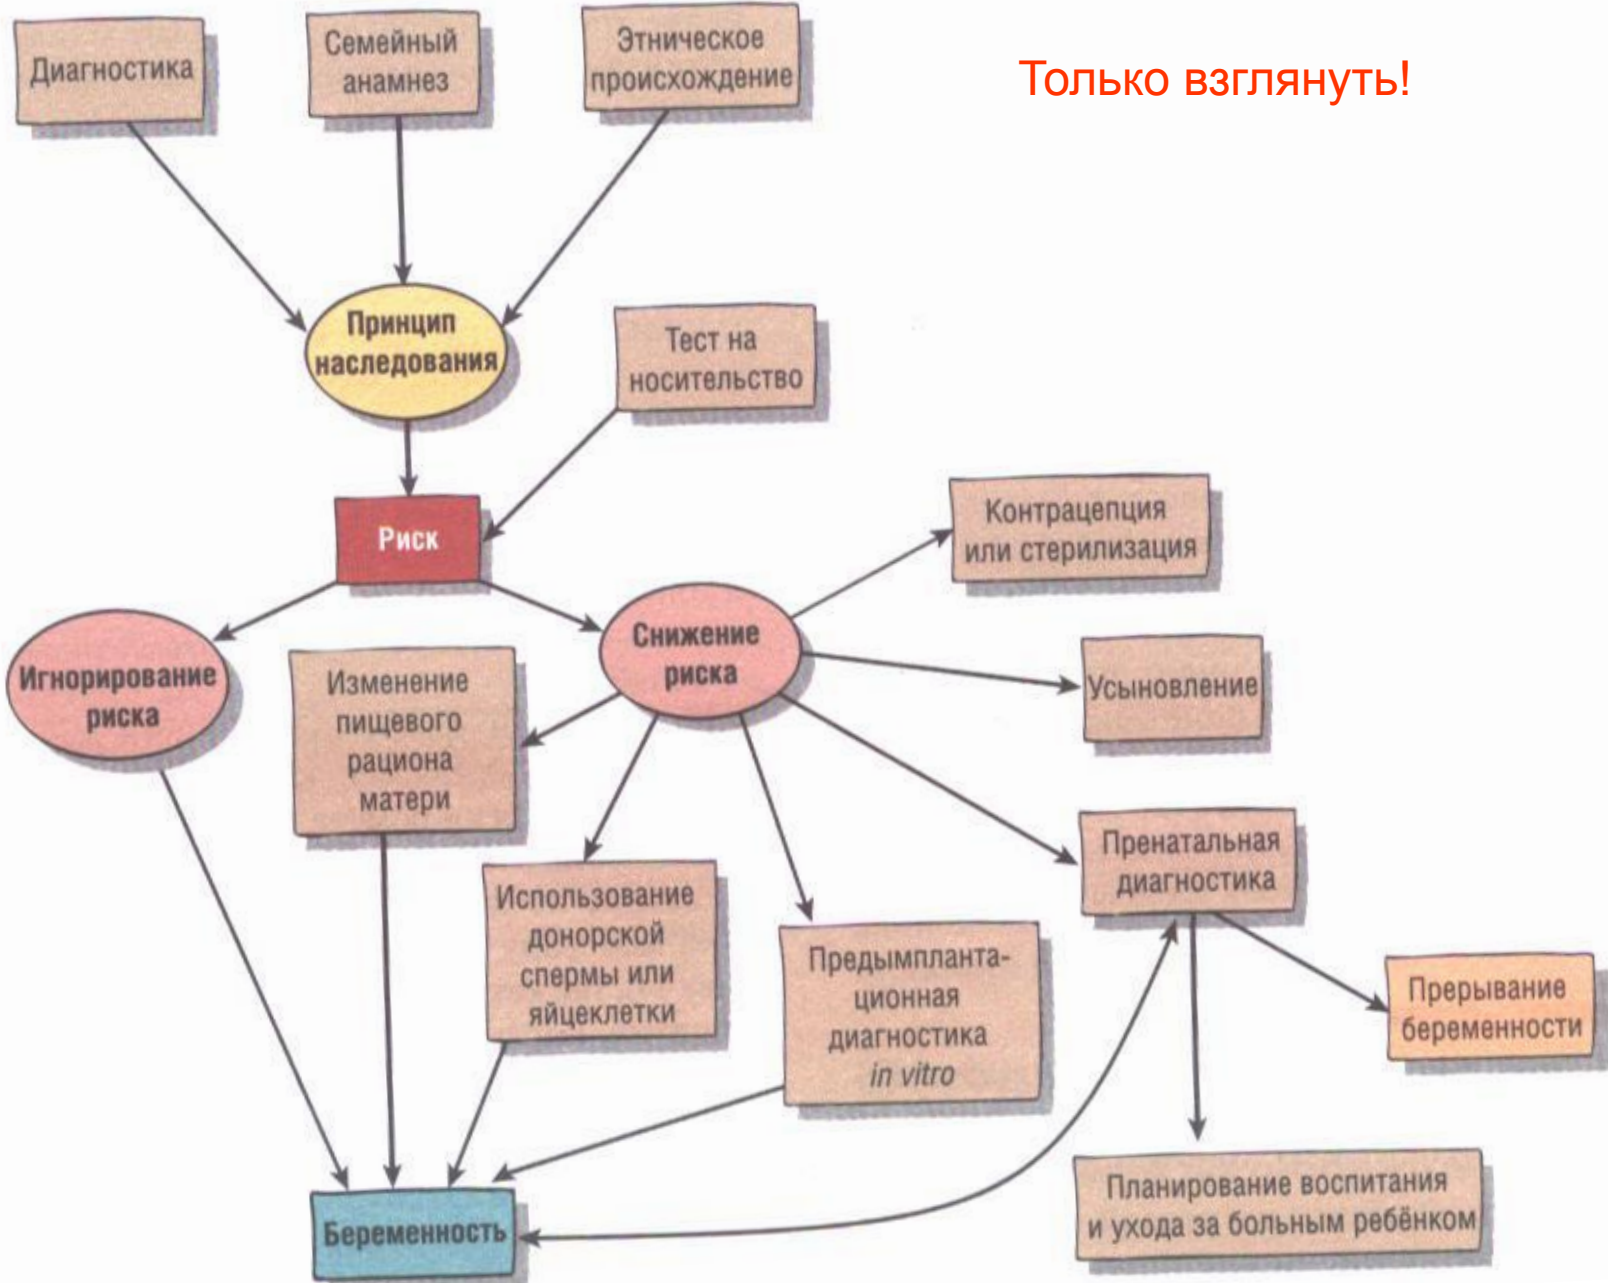 Диагностика
Семейный
анамнез
Этническое
происхождение
Только взглянуть!
Принцип
наследования
Тест на
носительство
Риск
Контрацепция
или стерилизация
Игнорирование
риска
Изменение
пищевого
рациона
матери
Снижение
риска
Усыновление
Использование
донорской
спермы или
яйцеклетки
Предымпланта-
ционная
диагностика
in vitro
Пренатальная
диагностика
Прерывание
беременности
Беременность
Планирование воспитания
и ухода за больным ребёнком